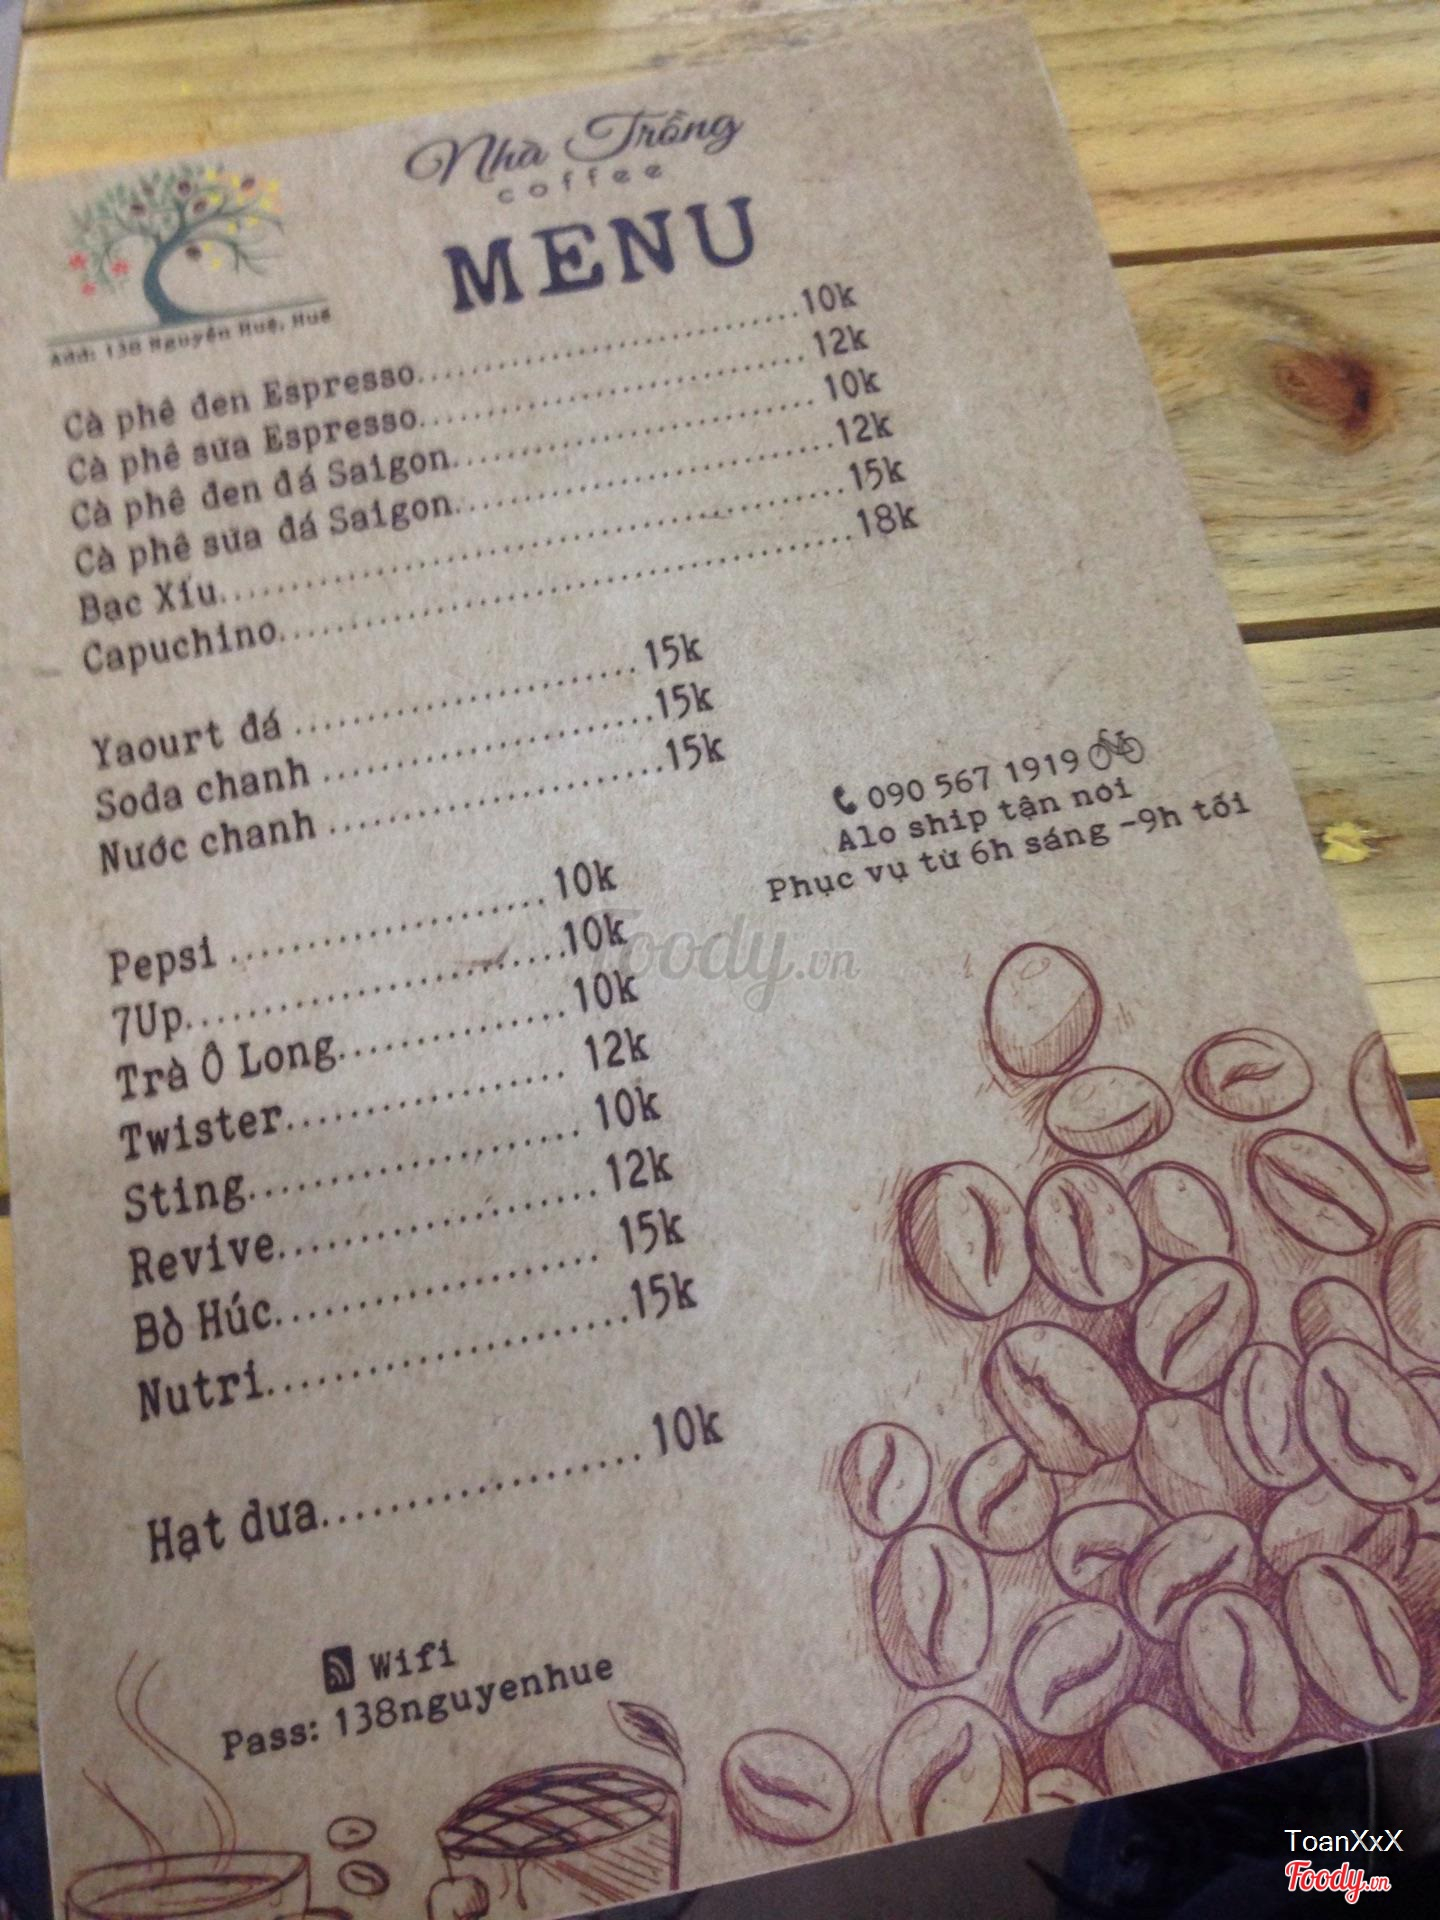 Nhà Trồng
coffee
MENU
Add: 138 Nguyễn Huệ, Huế
Cà phê đen Espresso..............................10k
Cà phê sữa Espresso..............................12k
Cà phê đen đá Saigon.............................10k
Cà phê sữa đá Saigon.............................12k
Bạc Xỉu..............................15k
Capuchino..............................18k
Yaourt đá ..............................15k
Soda chanh ..............................15k
Nước chanh ..............................15k
090 567 1919
Alo ship tận nơi
Phục vụ từ 6h sáng -9h tối
Pepsi ......................10k
7Up..........................10k
Trà Ô Long.................10k
Twister.................... 12k
Sting....................... 10k
Revive.......................12k
Bò Húc....................... 15k
Nutri..........................15k
Hạt dưa....................... 10k
Foody.vn
Wifi
Pass: 138nguyenhue
ToanXxX
Foody.vn